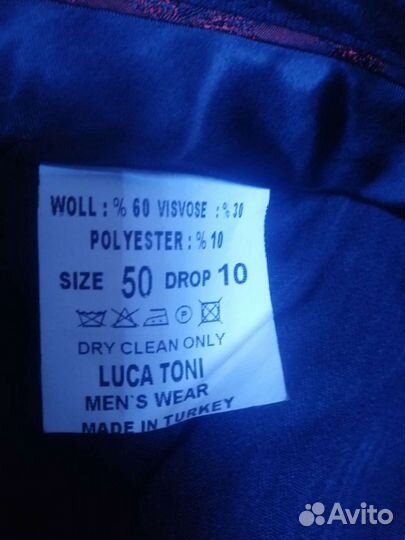 WOLL : % 60 VISVOSE : % 30
POLYESTER : % 10
SIZE 50 DROP 10
P
DRY CLEAN ONLY
LUCA TONI
MEN`S WEAR
MADE IN TURKEY
Avito